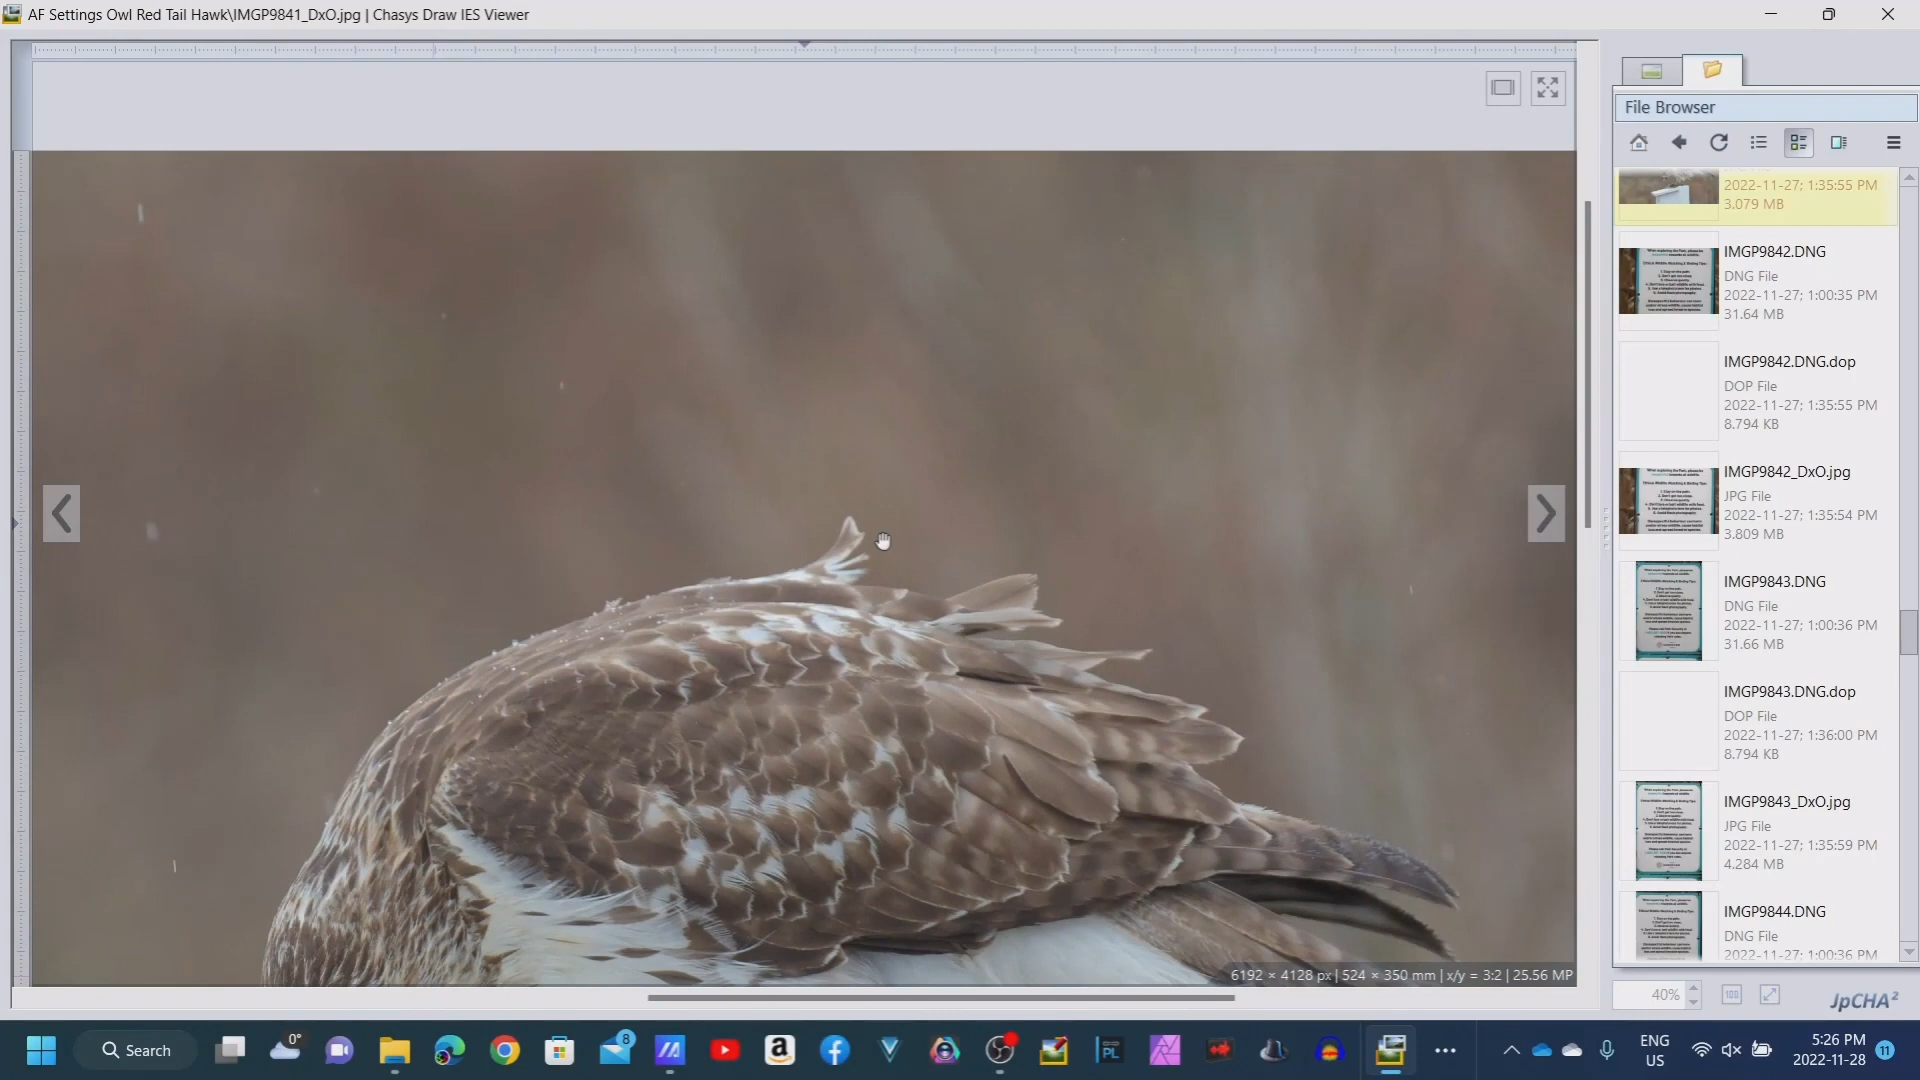 AF Settings Owl Red Tail Hawk\IMGP9841_DxO.jpg | Chasys Draw IES Viewer
File Browser
2022-11-27; 1:35:55 PM
3.079 MB
IMGP9842.DNG
DNG File
2022-11-27; 1:00:35 PM
31.64 MB
IMGP9842.DNG.dop
DOP File
2022-11-27; 1:35:55 PM
8.794 KB
IMGP9842_DxO.jpg
JPG File
2022-11-27; 1:35:54 PM
3.809 MB
IMGP9843.DNG
DNG File
2022-11-27; 1:00:36 PM
31.66 MB
IMGP9843.DNG.dop
DOP File
2022-11-27; 1:36:00 PM
8.794 KB
IMGP9843_DxO.jpg
JPG File
2022-11-27; 1:35:59 PM
4.284 MB
IMGP9844.DNG
DNG File
2022-11-27; 1:00:36 PM
6192 × 4128 px | 524 × 350 mm | x/y = 3:2 | 25.56 MP
40%
JpCHA²
Search
0°
8
PL
ENG
US
5:26 PM
2022-11-28
11